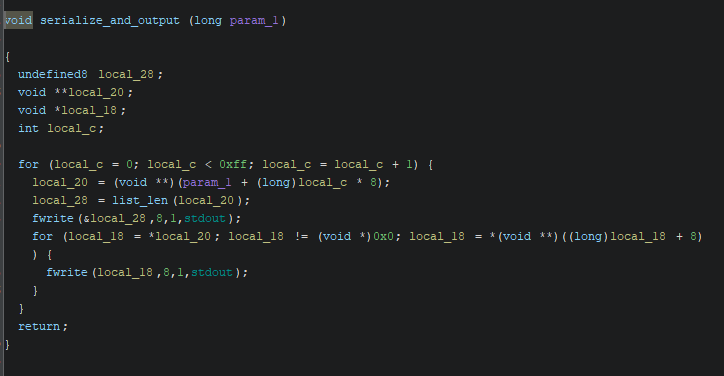 void serialize_and_output (long param_1)
{
undefined8 local_28;
void **local_20;
void *local_18;
int local_c;
for (local_c = 0; local_c < 0xff; local_c = local_c + 1) {
local_20 = (void **)(param_1 + (long)local_c * 8);
local_28 = list_len(local_20);
fwrite(&local_28,8,1,stdout);
for (local_18 = *local_20; local_18 != (void *)0x0; local_18 = *(void **)((long)local_18 + 8)
) {
fwrite(local_18,8,1,stdout);
}
}
return;
}